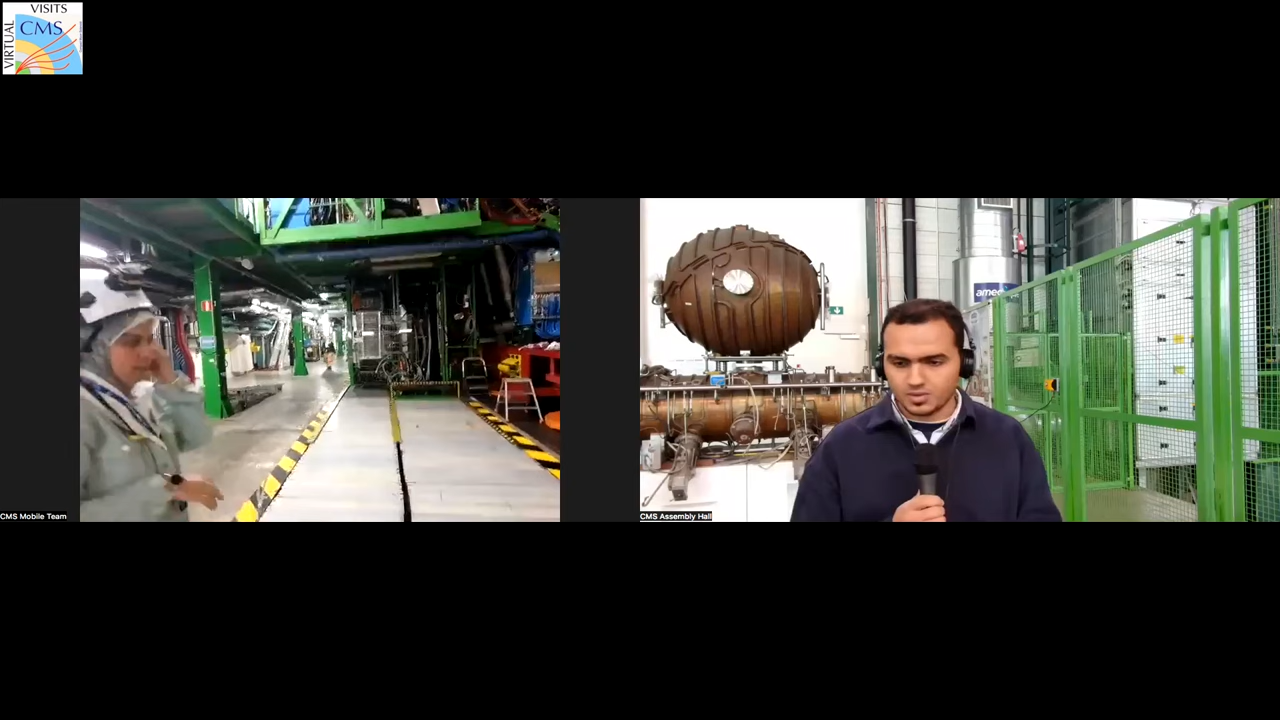 VISITS
CMS
VIRTUAL
amec
CMS Mobile Team
CMS Assembly Hall